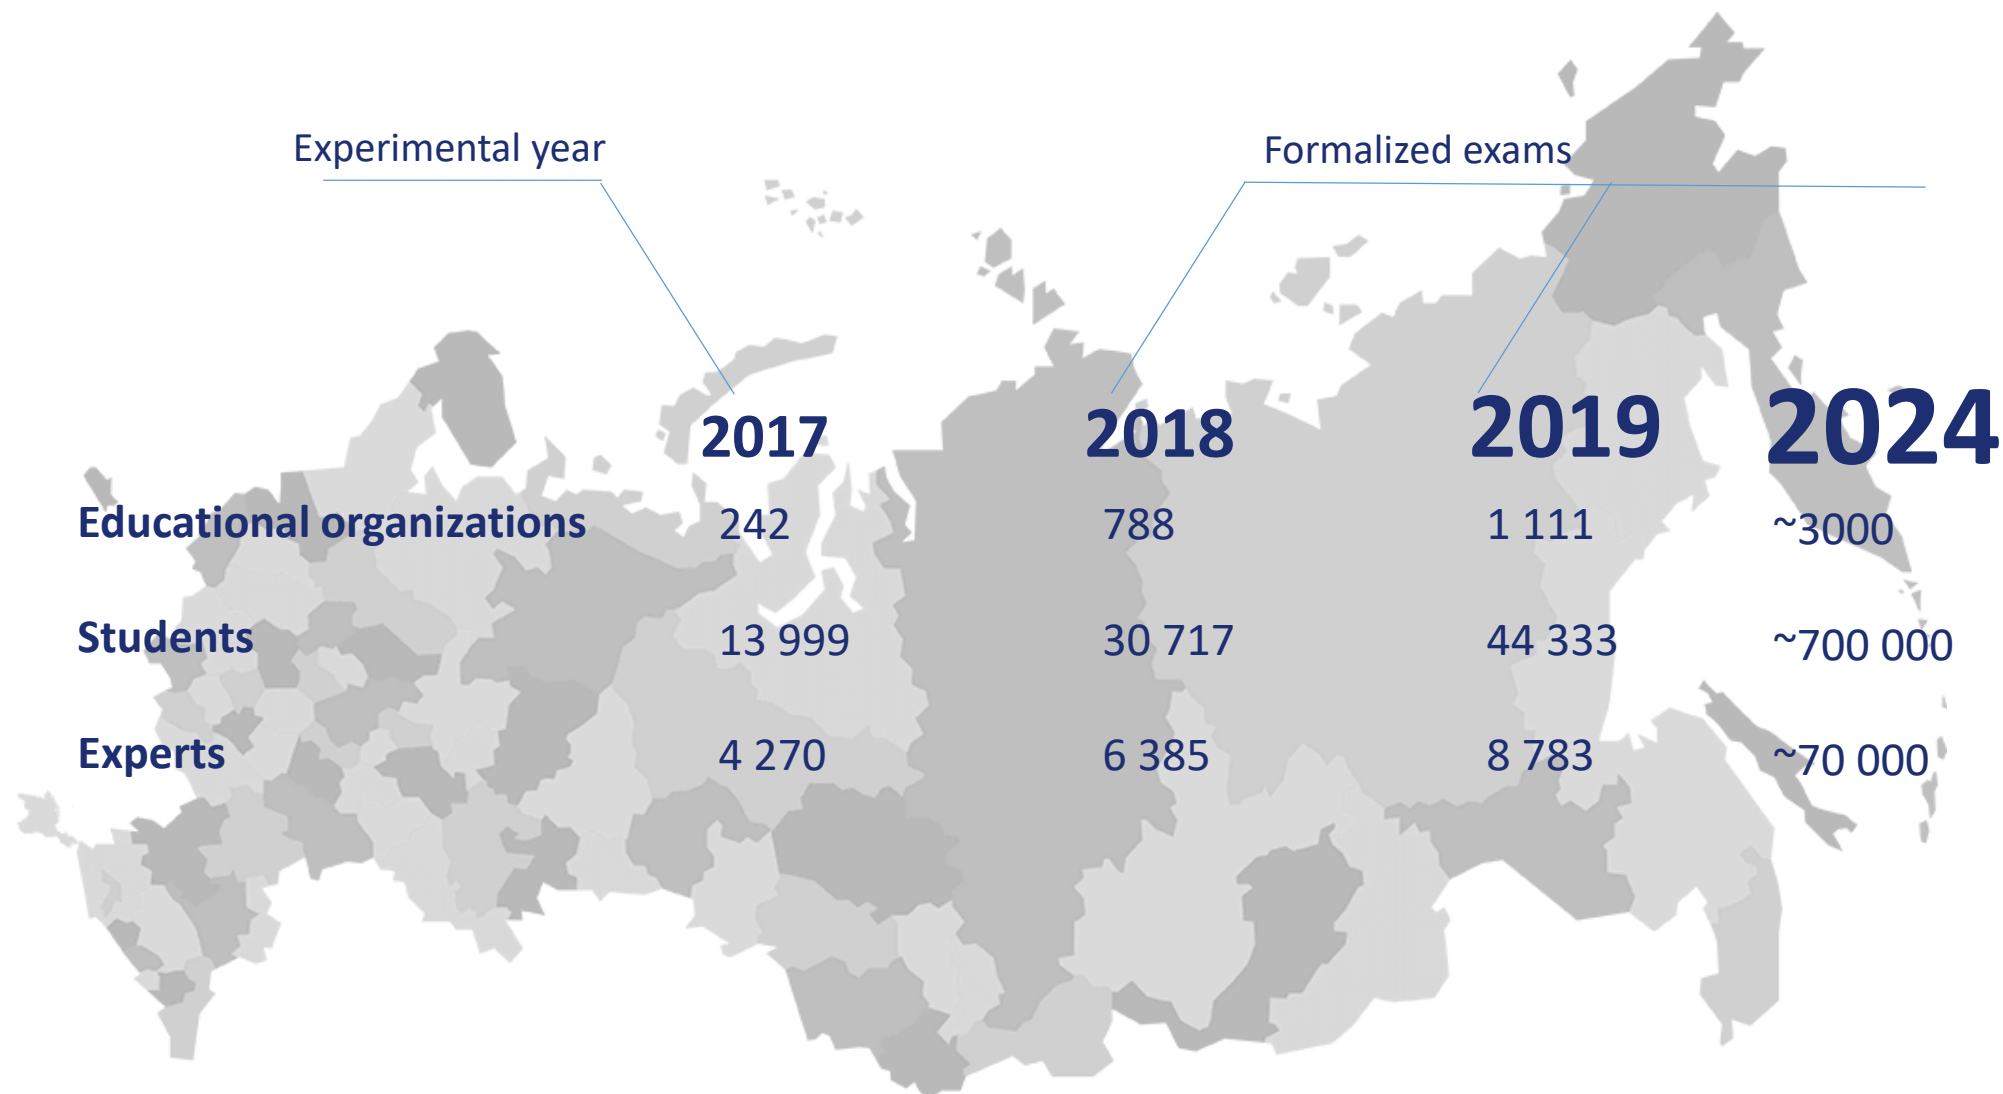 Experimental year Formalized exams
2017 2018 2019 2024
Educational organizations 242 788 1 111 ~3000
Students 13 999 30 717 44 333 ~700 000
Experts 4 270 6 385 8 783 ~70 000